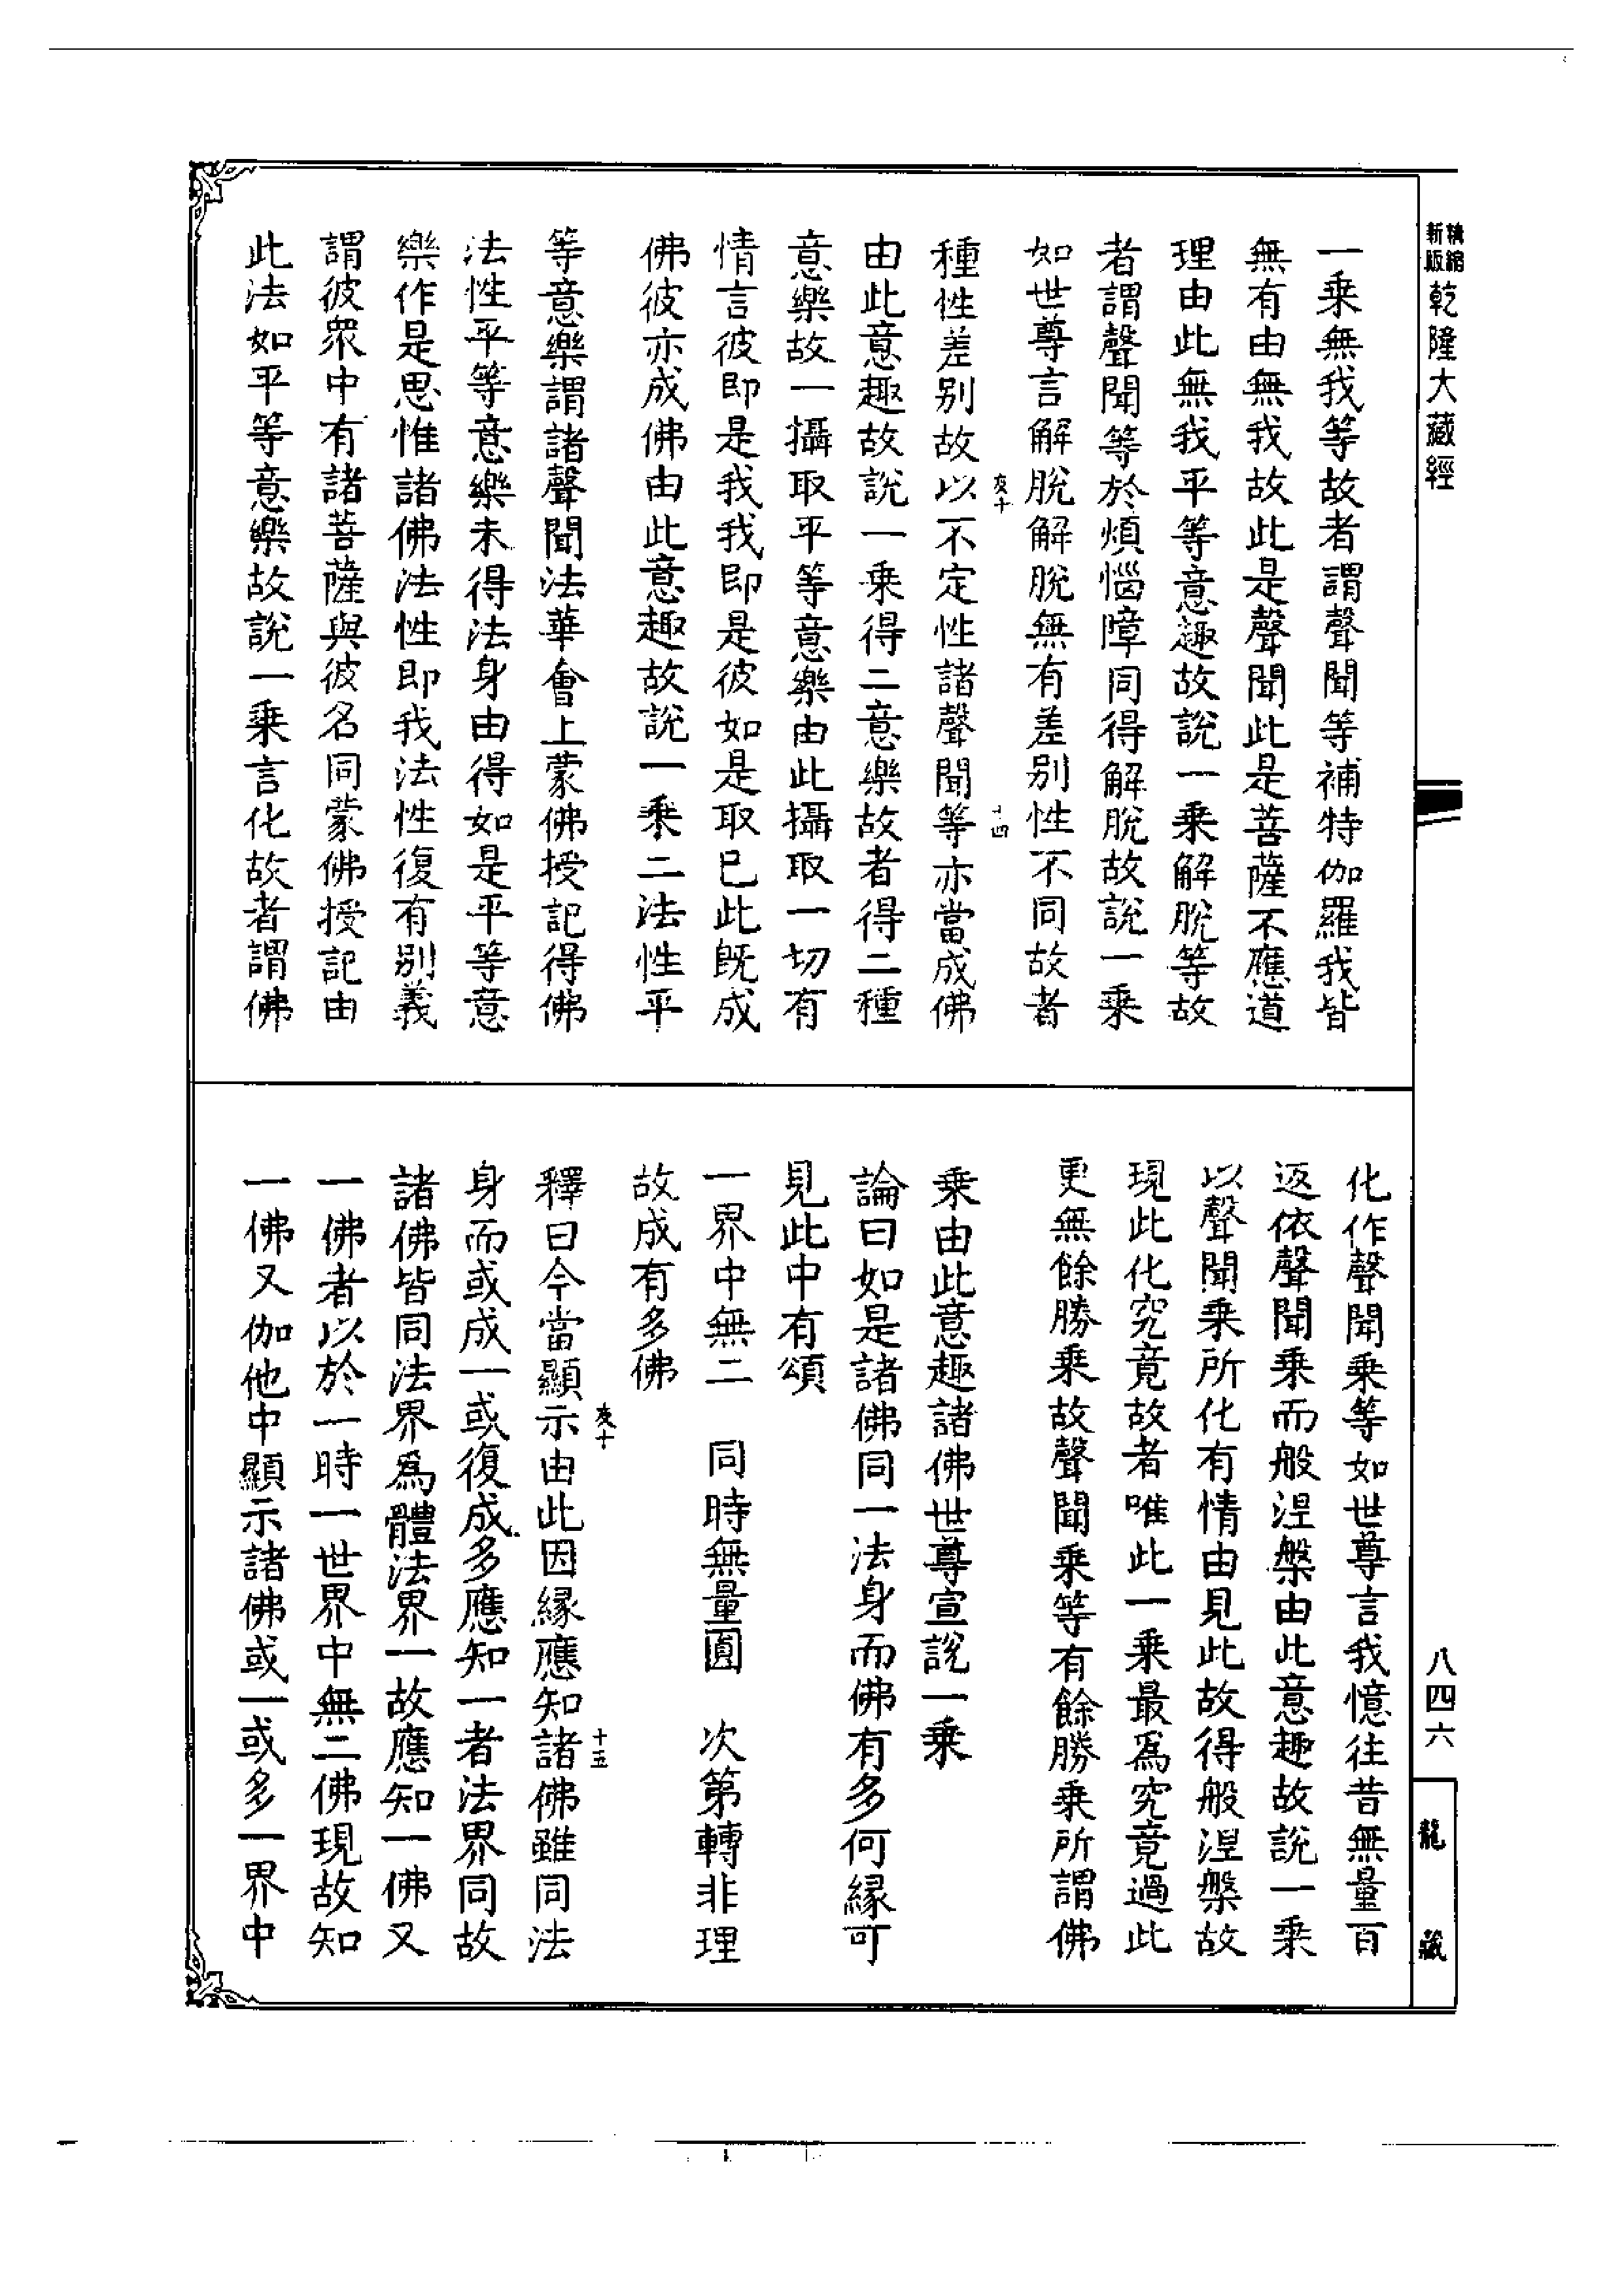 新版精縮乾隆大藏經
一乘無我等故者謂聲聞等補特伽羅我皆
無有由無我故此是聲聞此是菩薩不應道
理由此無我平等意趣故說一乘解脫等故
者謂聲聞等於煩惱障同得解脫故說一乘
如世尊言解脫解脫無有差別性不同故者
種性差別故以不定性諸聲聞等亦當成佛
由此意趣故說一乘得二意樂故者得二種
意樂故一攝取平等意樂由此攝取一切有
情言彼即是我我即是彼如是取已此既成
佛彼亦成佛由此意趣故說一乘二法性平
等意樂謂諸聲聞法華會上蒙佛授記得佛
法性平等意樂未得法身由得如是平等意
樂作是思惟諸佛法性即我法性復有別義
謂彼眾中有諸菩薩與彼名同蒙佛授記由
此法如平等意樂故說一乘言化故者謂佛
化作聲聞乘等如世尊言我憶往昔無量百
返依聲聞乘而般涅槃由此意趣故說一乘
以聲聞乘所化有情由見此故得般涅槃故
現此化究竟故者唯此一乘最為究竟過此
更無餘勝乘故聲聞乘等有餘勝乘所謂佛
乘由此意趣諸佛世尊宣說一乘
論曰如是諸佛同一法身而佛有多何緣可
見此中有頌
一界中無二 同時無量圓 次第轉非理
故成有多佛
釋曰今當顯示由此因緣應知諸佛雖同法
身而或成一或復成多應知一者法界同故
諸佛皆同法界為體法界一故應知一佛又
一佛者以於一時一世界中無二佛現故知
一佛又伽他中顯示諸佛或一或多一界中
十四
十五
八四六
龍藏